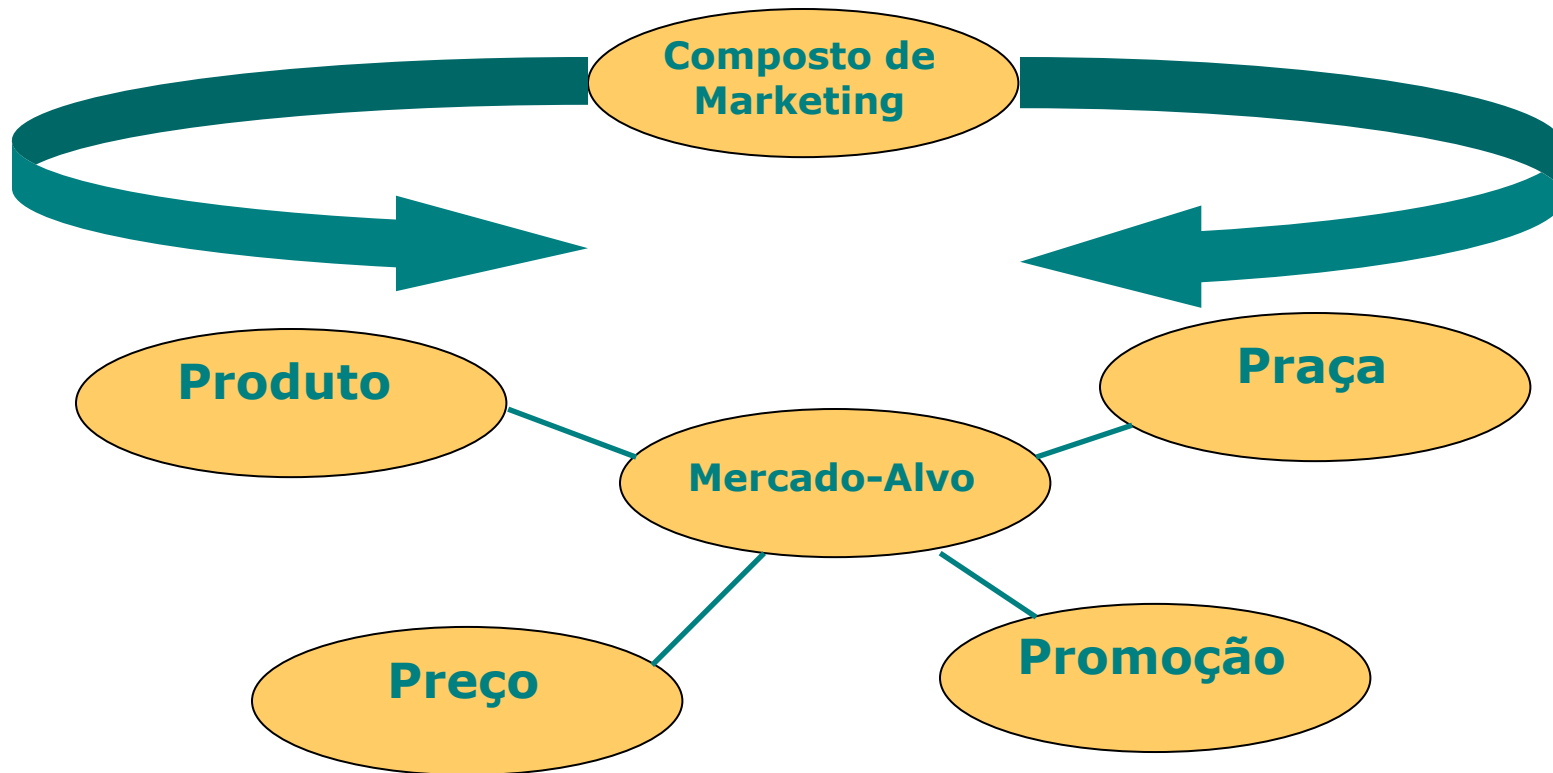 Composto de
Marketing
Produto
Praça
Mercado-Alvo
Preço
Promoção